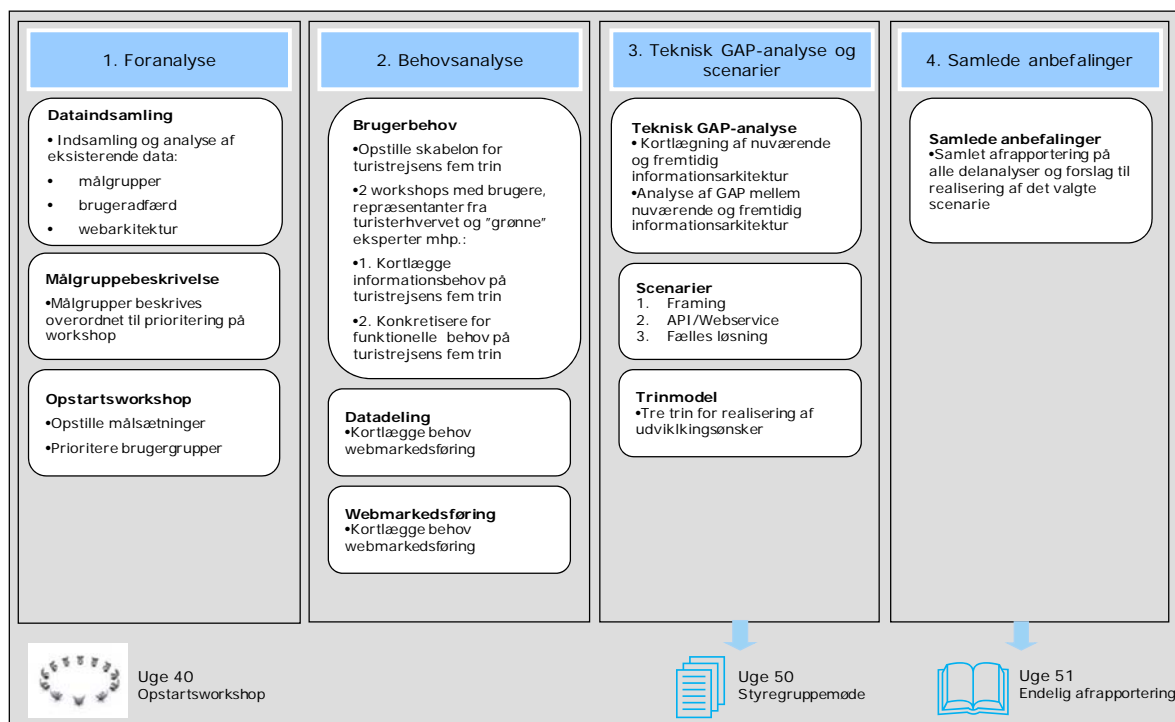 1. Foranalyse
Dataindsamling
• Indsamling og analyse af
eksisterende data:
• målgrupper
• brugeradfærd
• webarkitektur
Målgruppebeskrivelse
•Målgrupper beskrives
overordnet til prioritering på
workshop
Opstartsworkshop
•Opstille målsætninger
•Prioritere brugergrupper
2. Behovsanalyse
Brugerbehov
•Opstille skabelon for
turistrejsens fem trin
•2 workshops med brugere,
repræsentanter fra
turisterhvervet og "grønne"
eksperter mhp.:
•1. Kortlægge
informationsbehov på
turistrejsens fem trin
•2. Konkretisere for
funktionelle behov på
turistrejsens fem trin
Datadeling
•Kortlægge behov
webmarkedsføring
Webmarkedsføring
•Kortlægge behov
webmarkedsføring
3. Teknisk GAP-analyse og
scenarier
Teknisk GAP-analyse
• Kortlægning af nuværende
og fremtidig
informationsarkitektur
•Analyse af GAP mellem
nuværende og fremtidig
informationsarkitektur
Scenarier
1. Framing
2. API/Webservice
3. Fælles løsning
Trinmodel
•Tre trin for realisering af
udviklkingsønsker
4. Samlede anbefalinger
Samlede anbefalinger
•Samlet afrapportering på
alle delanalyser og forslag til
realisering af det valgte
scenarie
Uge 40
Opstartsworkshop
Uge 50
Styregruppemøde
Uge 51
Endelig afrapportering